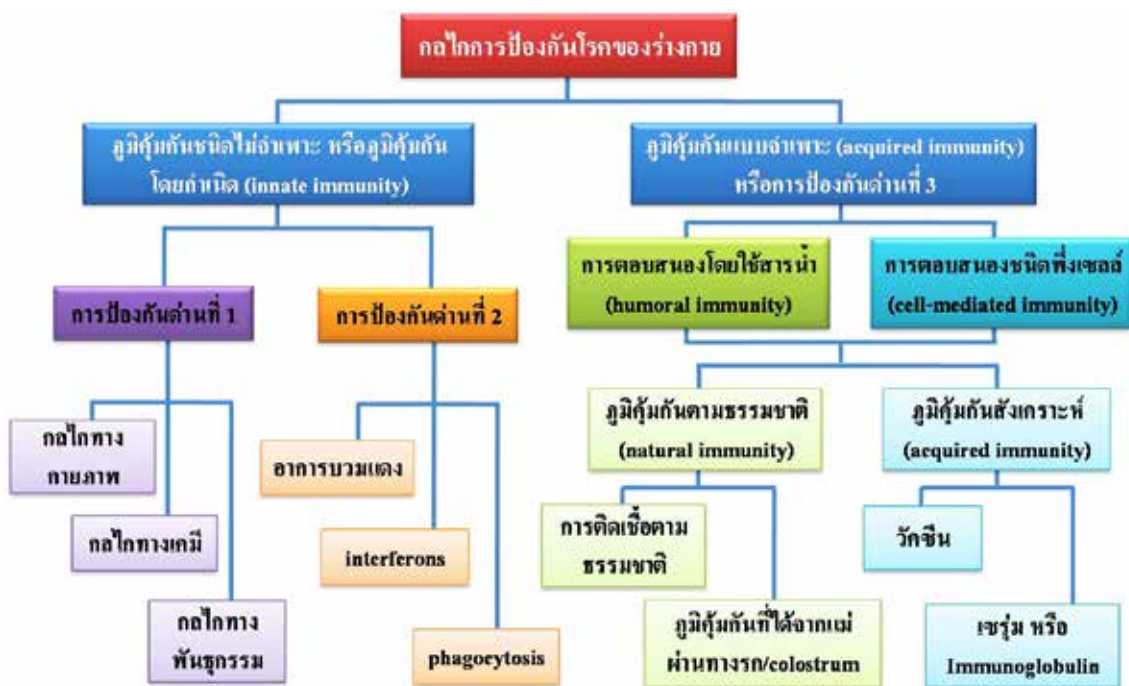 กลไกการป้องกันโรคของร่างกาย
ภูมิคุ้มกันชนิดไม่จำเพาะ หรือภูมิคุ้มกัน
โดยกำเนิด (innate immunity)
ภูมิคุ้มกันแบบจำเพาะ (acquired immunity)
หรือการป้องกันด่านที่ 3
การป้องกันด่านที่ 1
การป้องกันด่านที่ 2
การตอบสนองโดยใช้สารน้ำ
(humoral immunity)
การตอบสนองชนิดพึ่งเซลล์
(cell-mediated immunity)
กลไกทาง
กายภาพ
กลไกทางเคมี
กลไกทาง
พันธุกรรม
อาการบวมแดง
interferons
phagocytosis
ภูมิคุ้มกันตามธรรมชาติ
(natural immunity)
ภูมิคุ้มกันสังเคราะห์
(acquired immunity)
การติดเชื้อตาม
ธรรมชาติ
ภูมิคุ้มกันที่ได้จากแม่
ผ่านทางรก/colostrum
วัคซีน
เซรุ่ม หรือ
Immunoglobulin